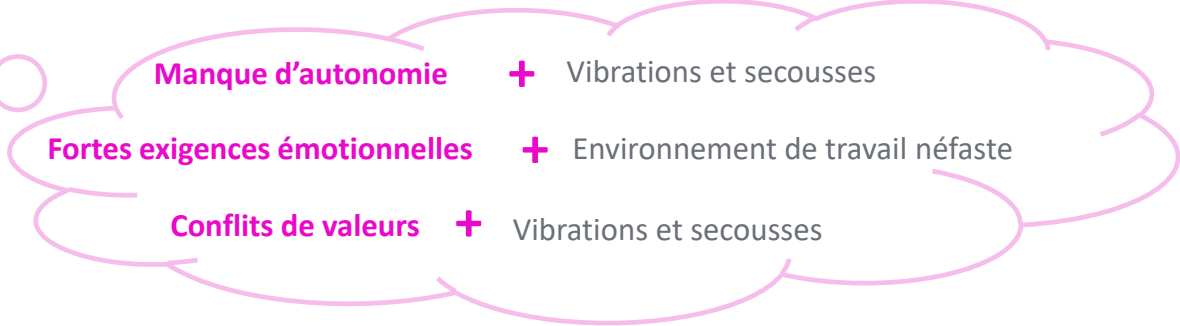 Manque d'autonomie + Vibrations et secousses
Fortes exigences émotionnelles + Environnement de travail néfaste
Conflits de valeurs + Vibrations et secousses